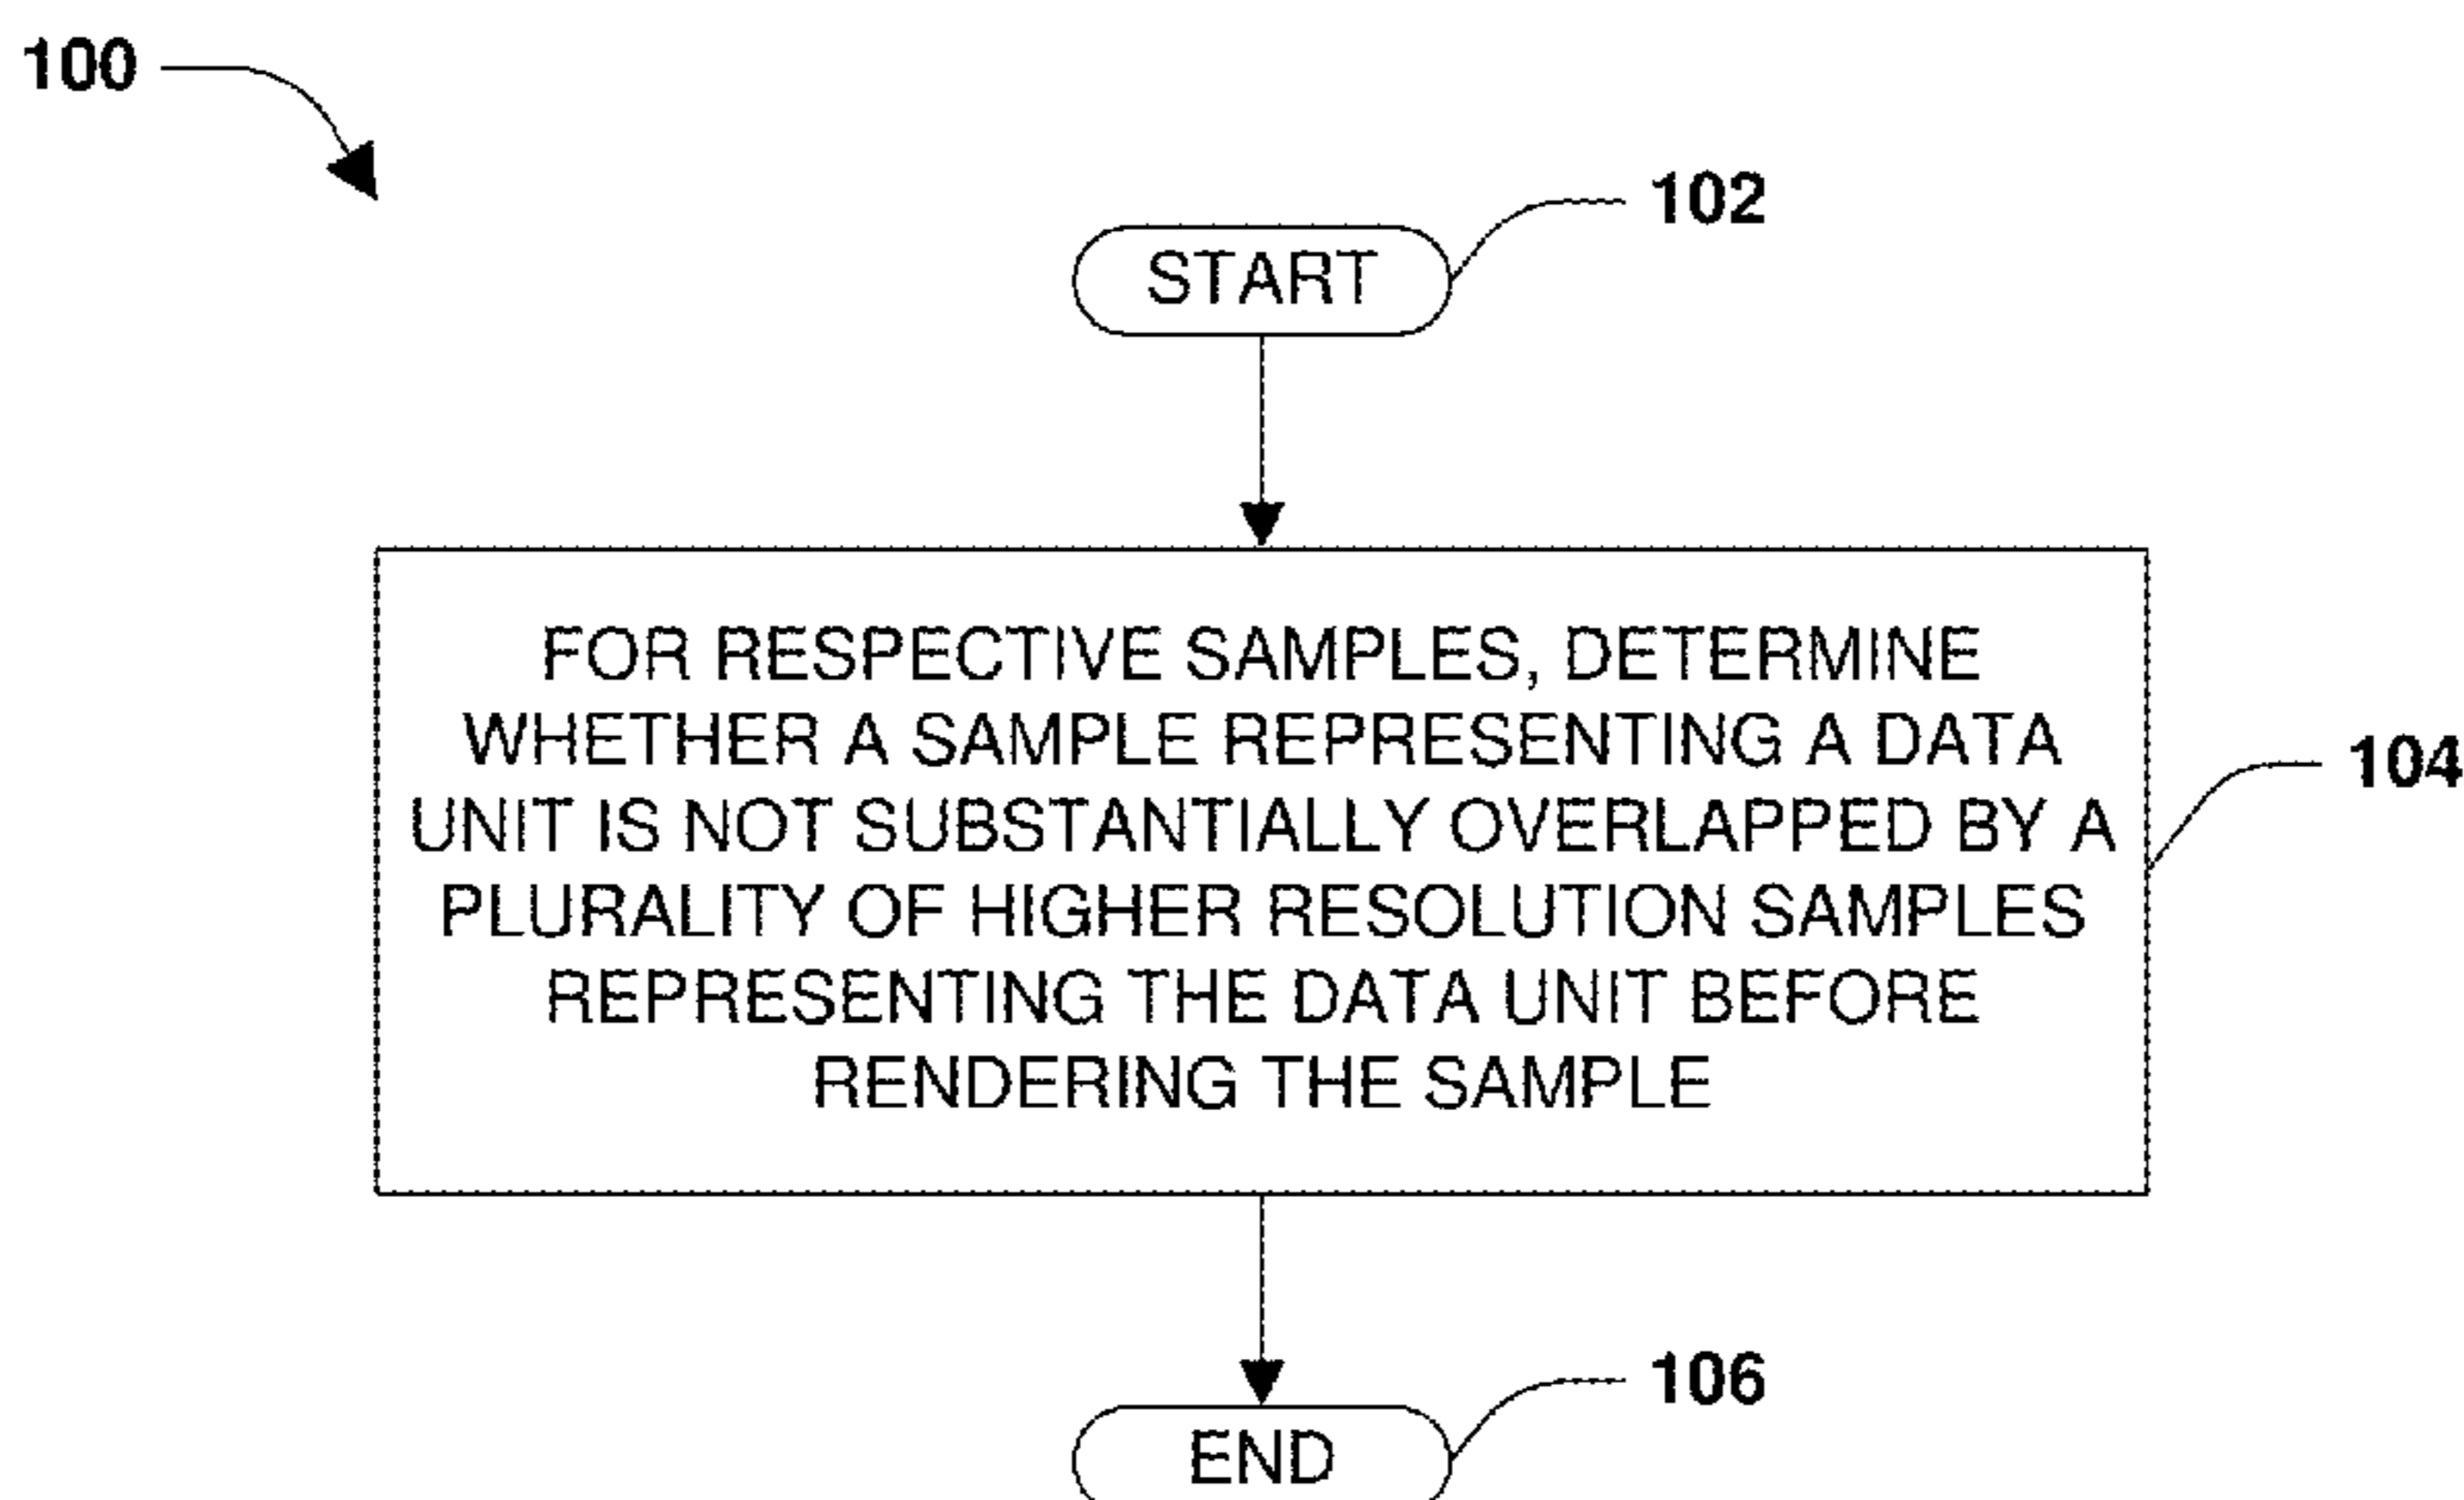 100
102
START
FOR RESPECTIVE SAMPLES, DETERMINE
WHETHER A SAMPLE REPRESENTING A DATA
UNIT IS NOT SUBSTANTIALLY OVERLAPPED BY A
PLURALITY OF HIGHER RESOLUTION SAMPLES
REPRESENTING THE DATA UNIT BEFORE
RENDERING THE SAMPLE
104
106
END